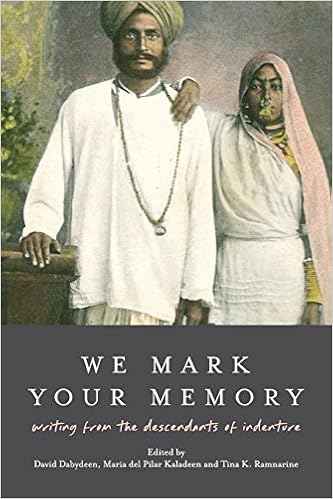 WE MARK
YOUR MEMORY
writing from the descendants of indenture
Edited by
David Dabydeen, Maria del Pilar Kaladeen and Tina K. Ramnarine